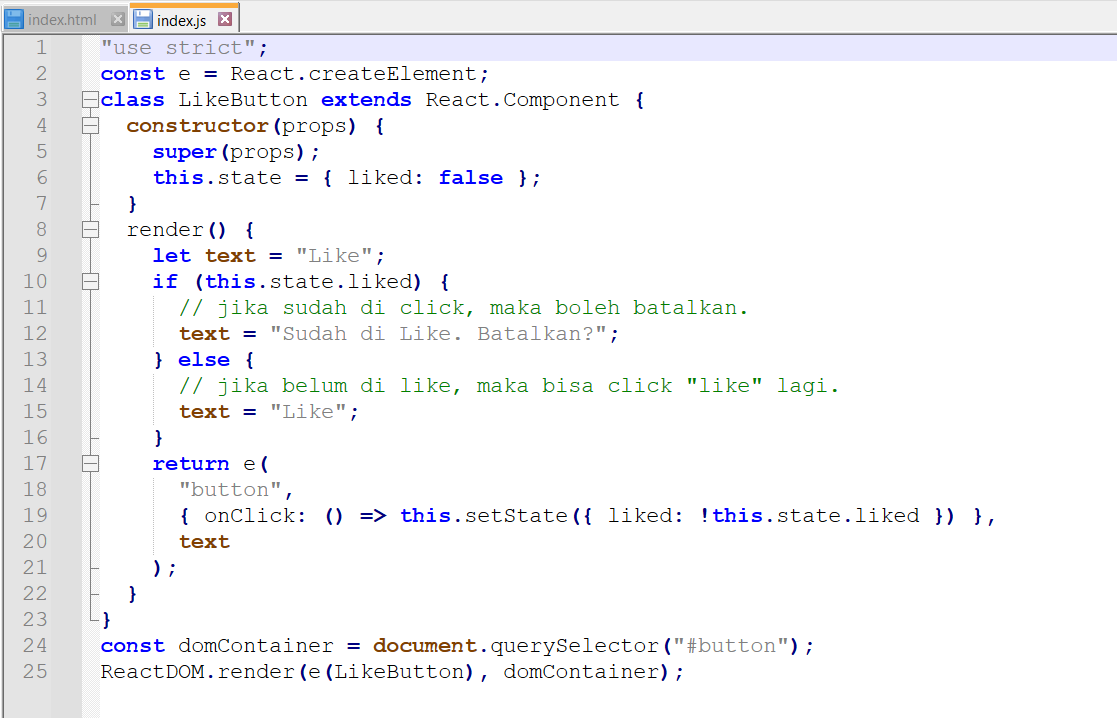 index.html index.js
1 "use strict";
2 const e = React.createElement;
3 class LikeButton extends React.Component {
4   constructor(props) {
5     super(props);
6     this.state = { liked: false };
7   }
8   render() {
9     let text = "Like";
10     if (this.state.liked) {
11       // jika sudah di click, maka boleh batalkan.
12       text = "Sudah di Like. Batalkan?";
13     } else {
14       // jika belum di like, maka bisa click "like" lagi.
15       text = "Like";
16     }
17     return e(
18       "button",
19       { onClick: () => this.setState({ liked: !this.state.liked }) },
20       text
21     );
22   }
23 }
24 const domContainer = document.querySelector("#button");
25 ReactDOM.render(e(LikeButton), domContainer);